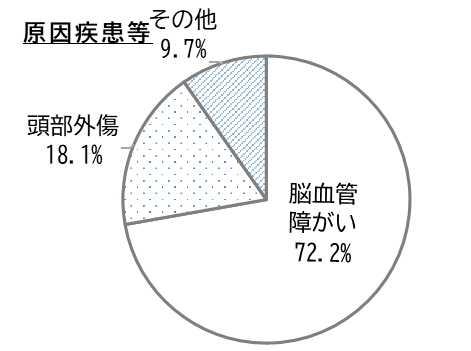 原因疾患等
その他
9.7%
頭部外傷
18.1%
脳血管
障がい
72.2%